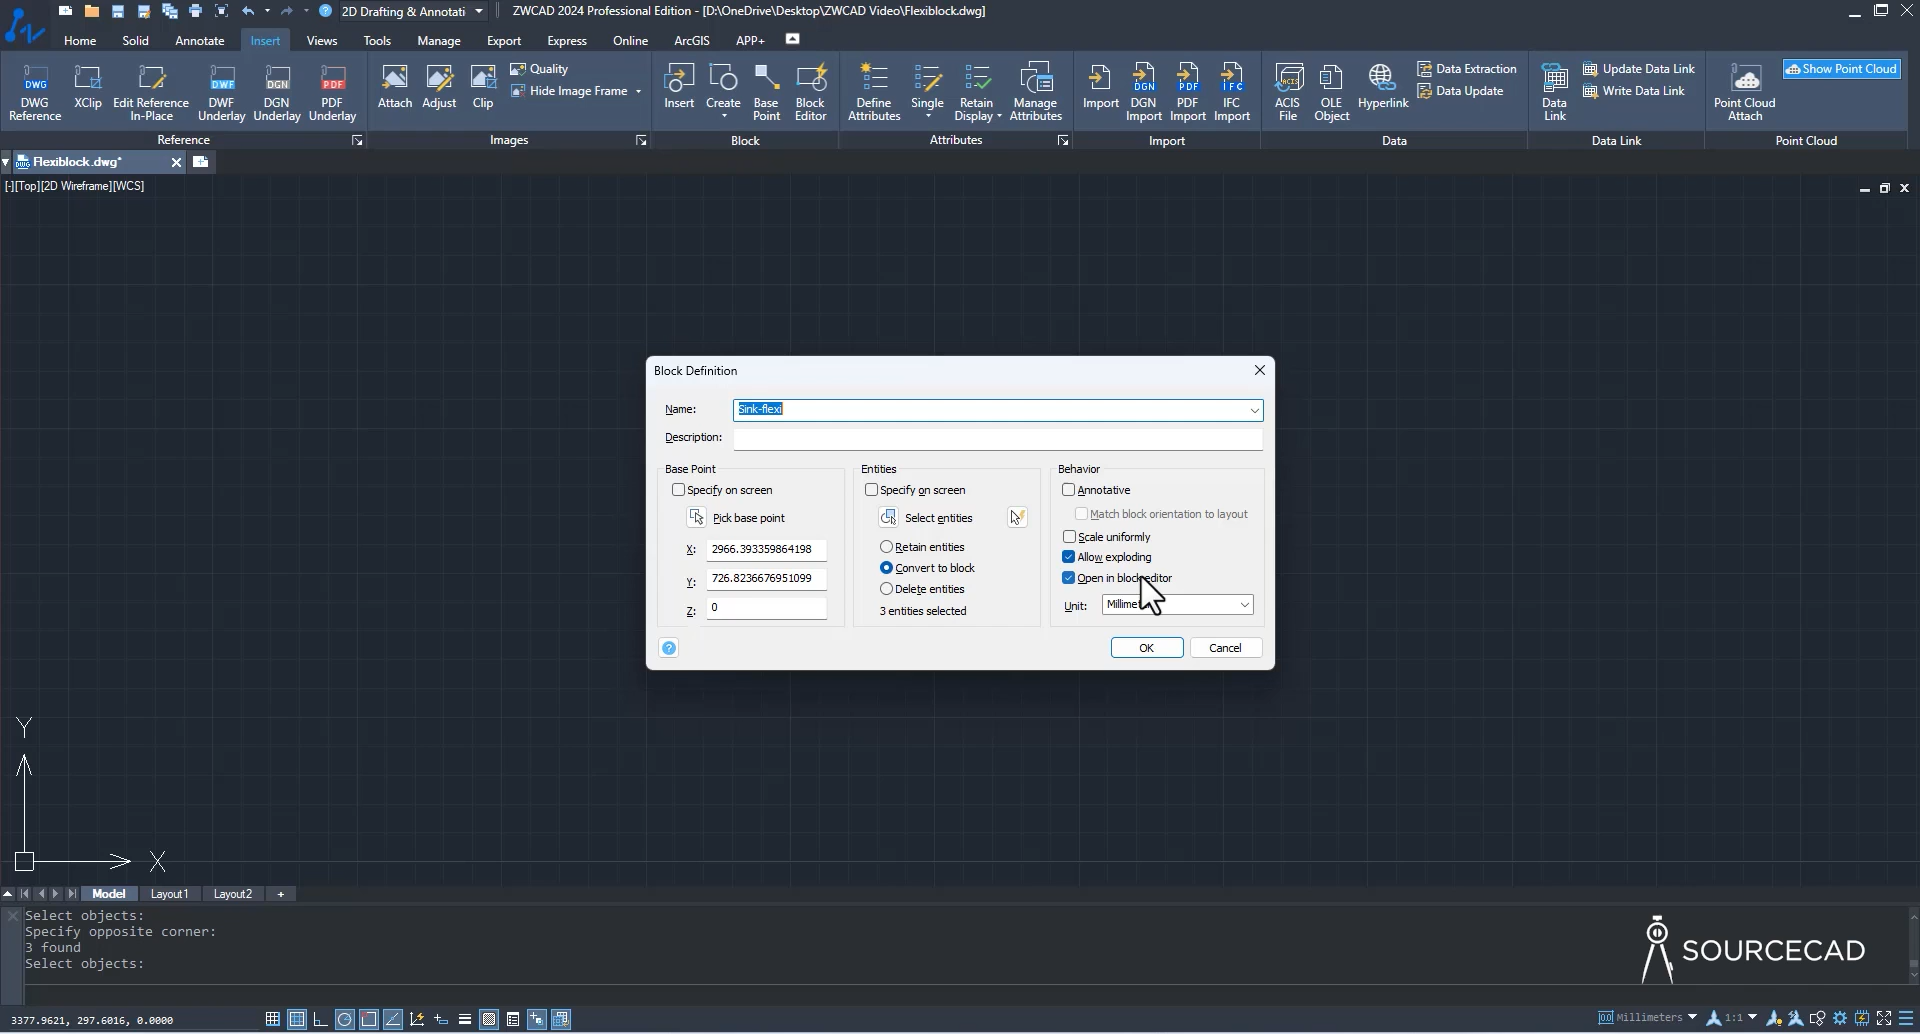 2D Drafting & Annotati
ZWCAD 2024 Professional Edition - [D:\OneDrive\Desktop\ZWCAD Video\Flexiblock.dwg]
Home Solid Annotate Insert Views Tools Manage Export Express Online ArcGIS APP+
DWG Reference
XClip
Edit Reference In-Place
DWF Underlay
DGN Underlay
PDF Underlay
Reference
Attach
Adjust
Clip
Quality
Hide Image Frame
Images
Insert
Create
Base Point
Block Editor
Block
Define Attributes
Single
Retain Display
Manage Attributes
Attributes
Import
DGN Import
PDF Import
IFC Import
Import
ACIS File
OLE Object
Hyperlink
Data Extraction
Data Update
Data
Data Link
Update Data Link
Write Data Link
Data Link
Point Cloud Attach
Show Point Cloud
Point Cloud
Flexiblock.dwg*
[-][Top][2D Wireframe][WCS]
Block Definition
Name: Sink-flexi
Description:
Base Point
Specify on screen
Pick base point
X: 2966.393359864198
Y: 726.8236676951099
Z: 0
Entities
Specify on screen
Select entities
Retain entities
Convert to block
Delete entities
3 entities selected
Behavior
Annotative
Match block orientation to layout
Scale uniformly
Allow exploding
Open in block editor
Unit:
OK
Cancel
Y
X
Model Layout1 Layout2 +
Select objects:
Specify opposite corner:
3 found
Select objects:
SOURCECAD
3377.9621, 297.6016, 0.0000
Millimeters
1:1